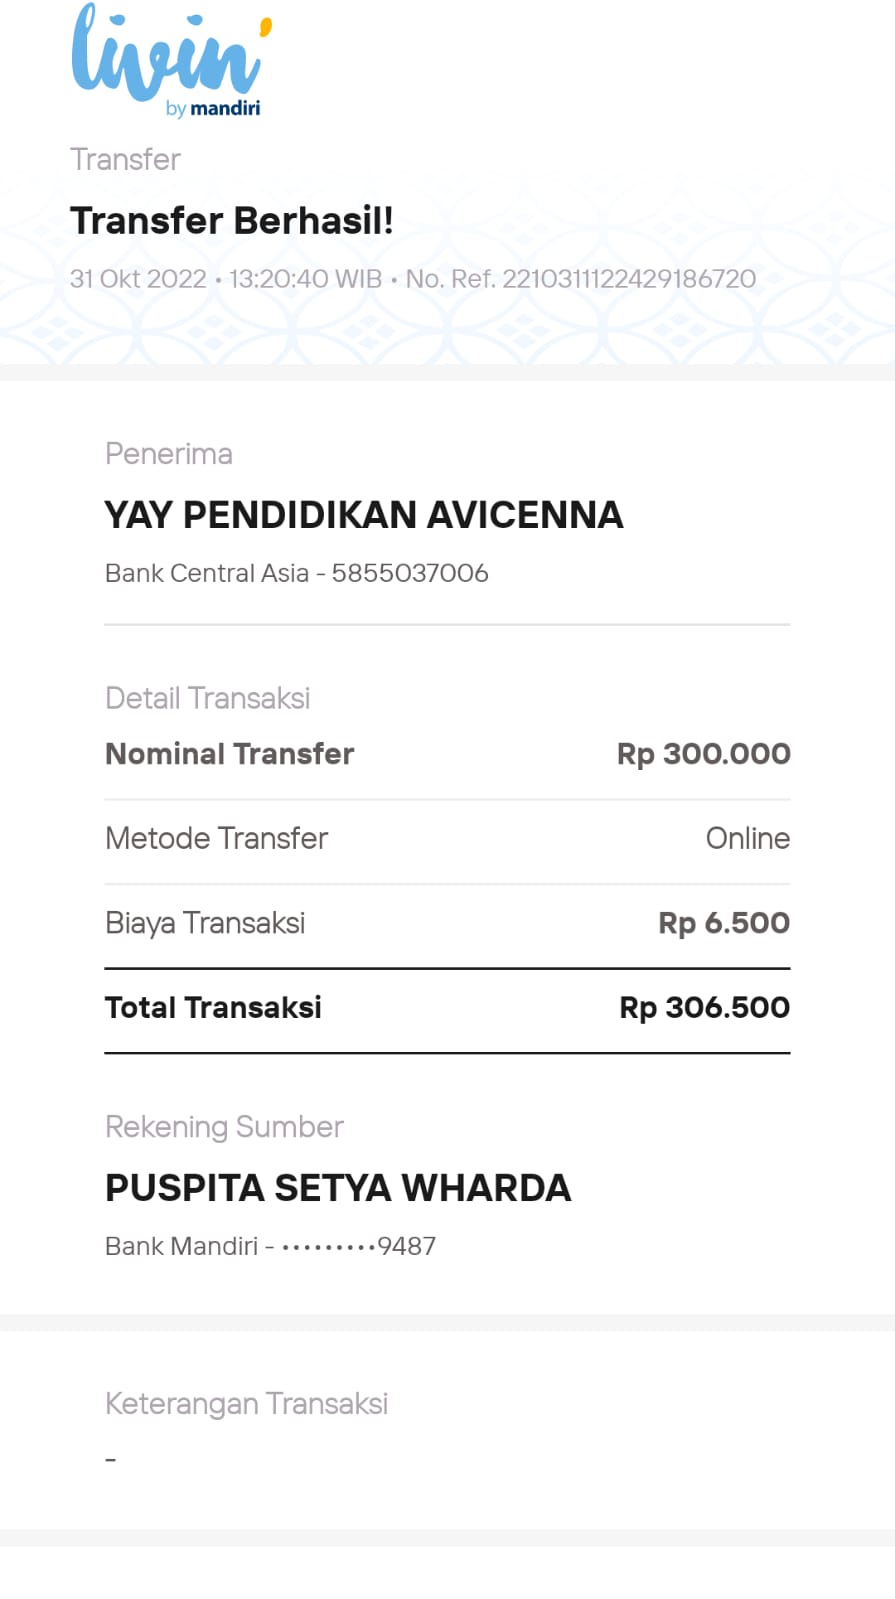 livin'
by mandiri
Transfer
Transfer Berhasil!
31 Okt 2022 • 13:20:40 WIB • No. Ref. 2210311122429186720
Penerima
YAY PENDIDIKAN AVICENNA
Bank Central Asia - 5855037006
Detail Transaksi
Nominal Transfer Rp 300.000
Metode Transfer Online
Biaya Transaksi Rp 6.500
Total Transaksi Rp 306.500
Rekening Sumber
PUSPITA SETYA WHARDA
Bank Mandiri - •••••••••9487
Keterangan Transaksi
-